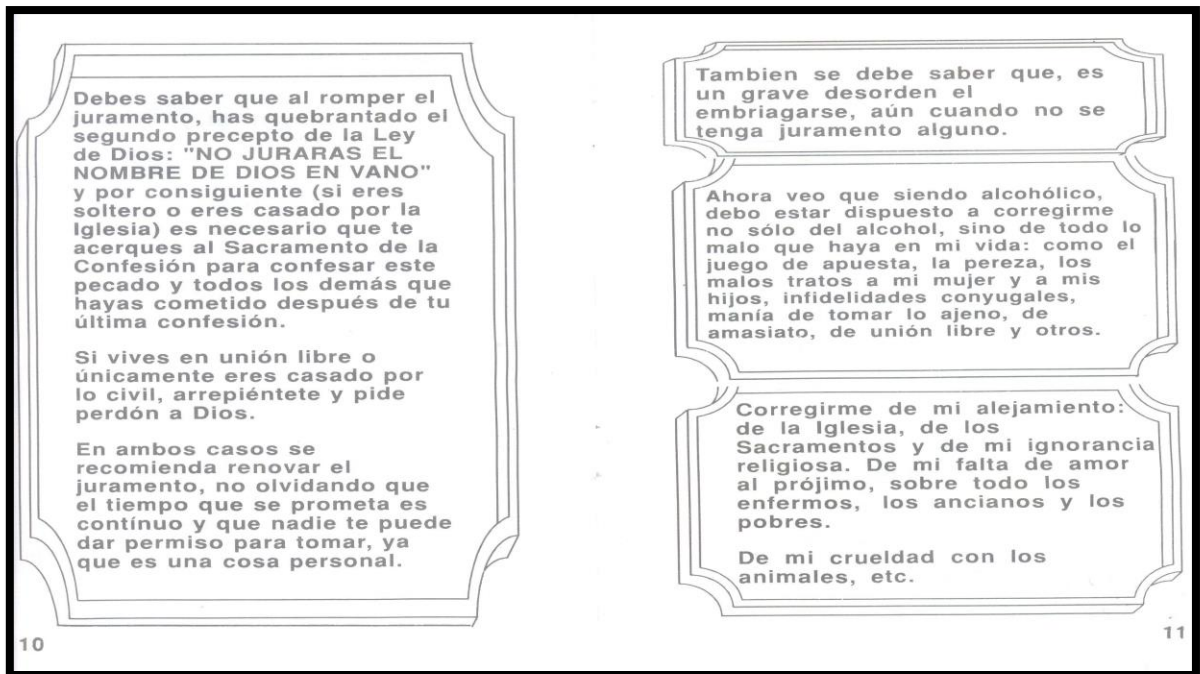 Debes saber que al romper el
juramento, has quebrantado el
segundo precepto de la Ley
de Dios: "NO JURARAS EL
NOMBRE DE DIOS EN VANO"
y por consiguiente (si eres
soltero o eres casado por la
Iglesia) es necesario que te
acerques al Sacramento de la
Confesión para confesar este
pecado y todos los demás que
hayas cometido después de tu
última confesión.
Si vives en unión libre o
únicamente eres casado por
lo civil, arrepiéntete y pide
perdón a Dios.
En ambos casos se
recomienda renovar el
juramento, no olvidando que
el tiempo que se prometa es
contínuo y que nadie te puede
dar permiso para tomar, ya
que es una cosa personal.
10
Tambien se debe saber que, es
un grave desorden el
embriagarse, aún cuando no se
tenga juramento alguno.
Ahora veo que siendo alcohólico,
debo estar dispuesto a corregirme
no sólo del alcohol, sino de todo lo
malo que haya en mi vida: como el
juego de apuesta, la pereza, los
malos tratos a mi mujer y a mis
hijos, infidelidades conyugales,
manía de tomar lo ajeno, de
amasiato, de unión libre y otros.
Corregirme de mi alejamiento:
de la Iglesia, de los
Sacramentos y de mi ignorancia
religiosa. De mi falta de amor
al prójimo, sobre todo los
enfermos, los ancianos y los
pobres.
De mi crueldad con los
animales, etc.
11